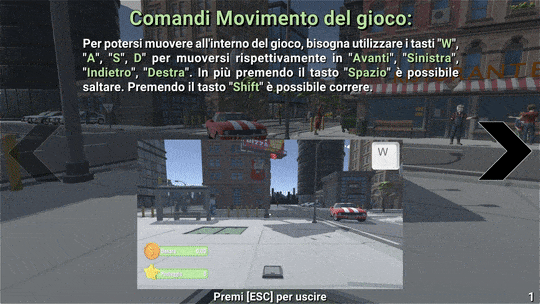 Comandi Movimento del gioco:
Per potersi muovere all'interno del gioco, bisogna utilizzare i tasti "W",
"A", "S", D" per muoversi rispettivamente in "Avanti", "Sinistra",
"Indietro", "Destra". In più premendo il tasto "Spazio" è possibile
saltare. Premendo il tasto "Shift" è possibile correre.
W
Premi [ESC] per uscire
1